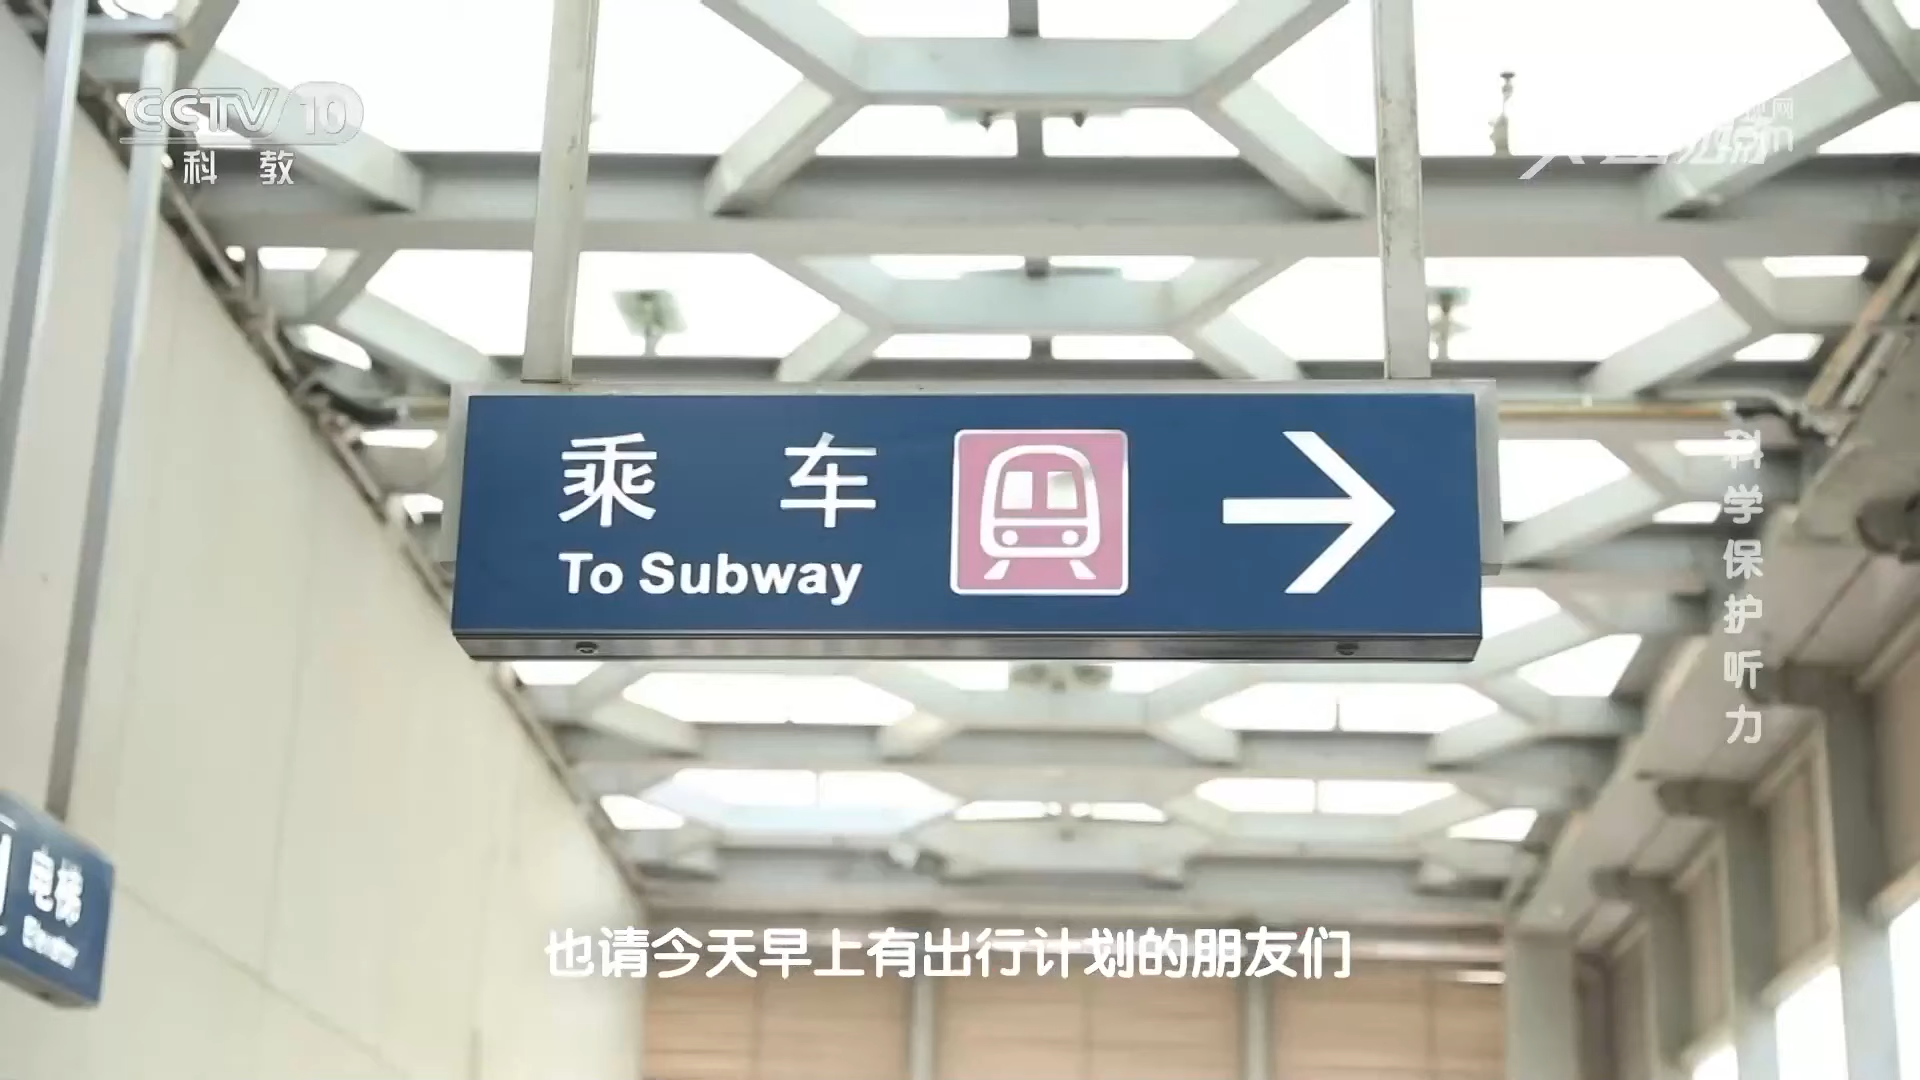 CCTV 10
科教
乘车
To Subway
科学保护听力
电梯
Elevator
也请今天早上有出行计划的朋友们